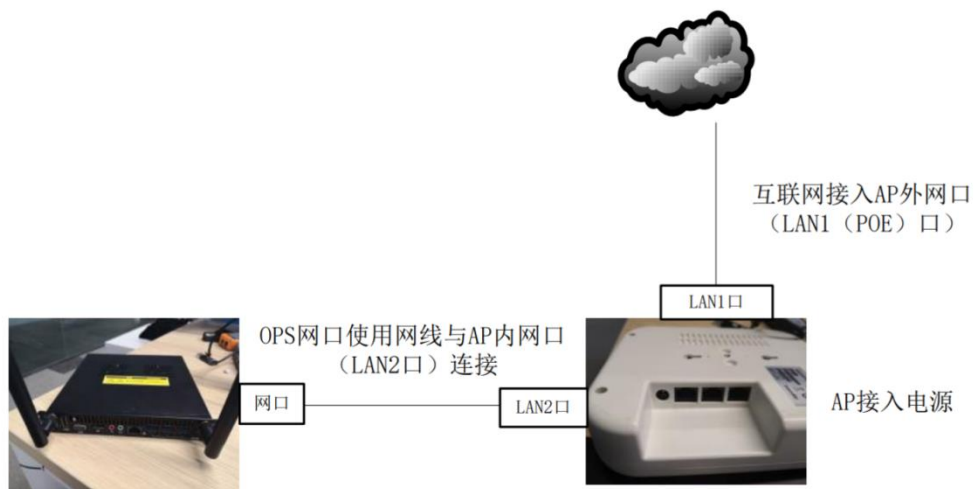 互联网接入AP外网口
（LAN1（POE）口）
LAN1口
OPS网口使用网线与AP内网口
（LAN2口）连接
网口
LAN2口
AP接入电源